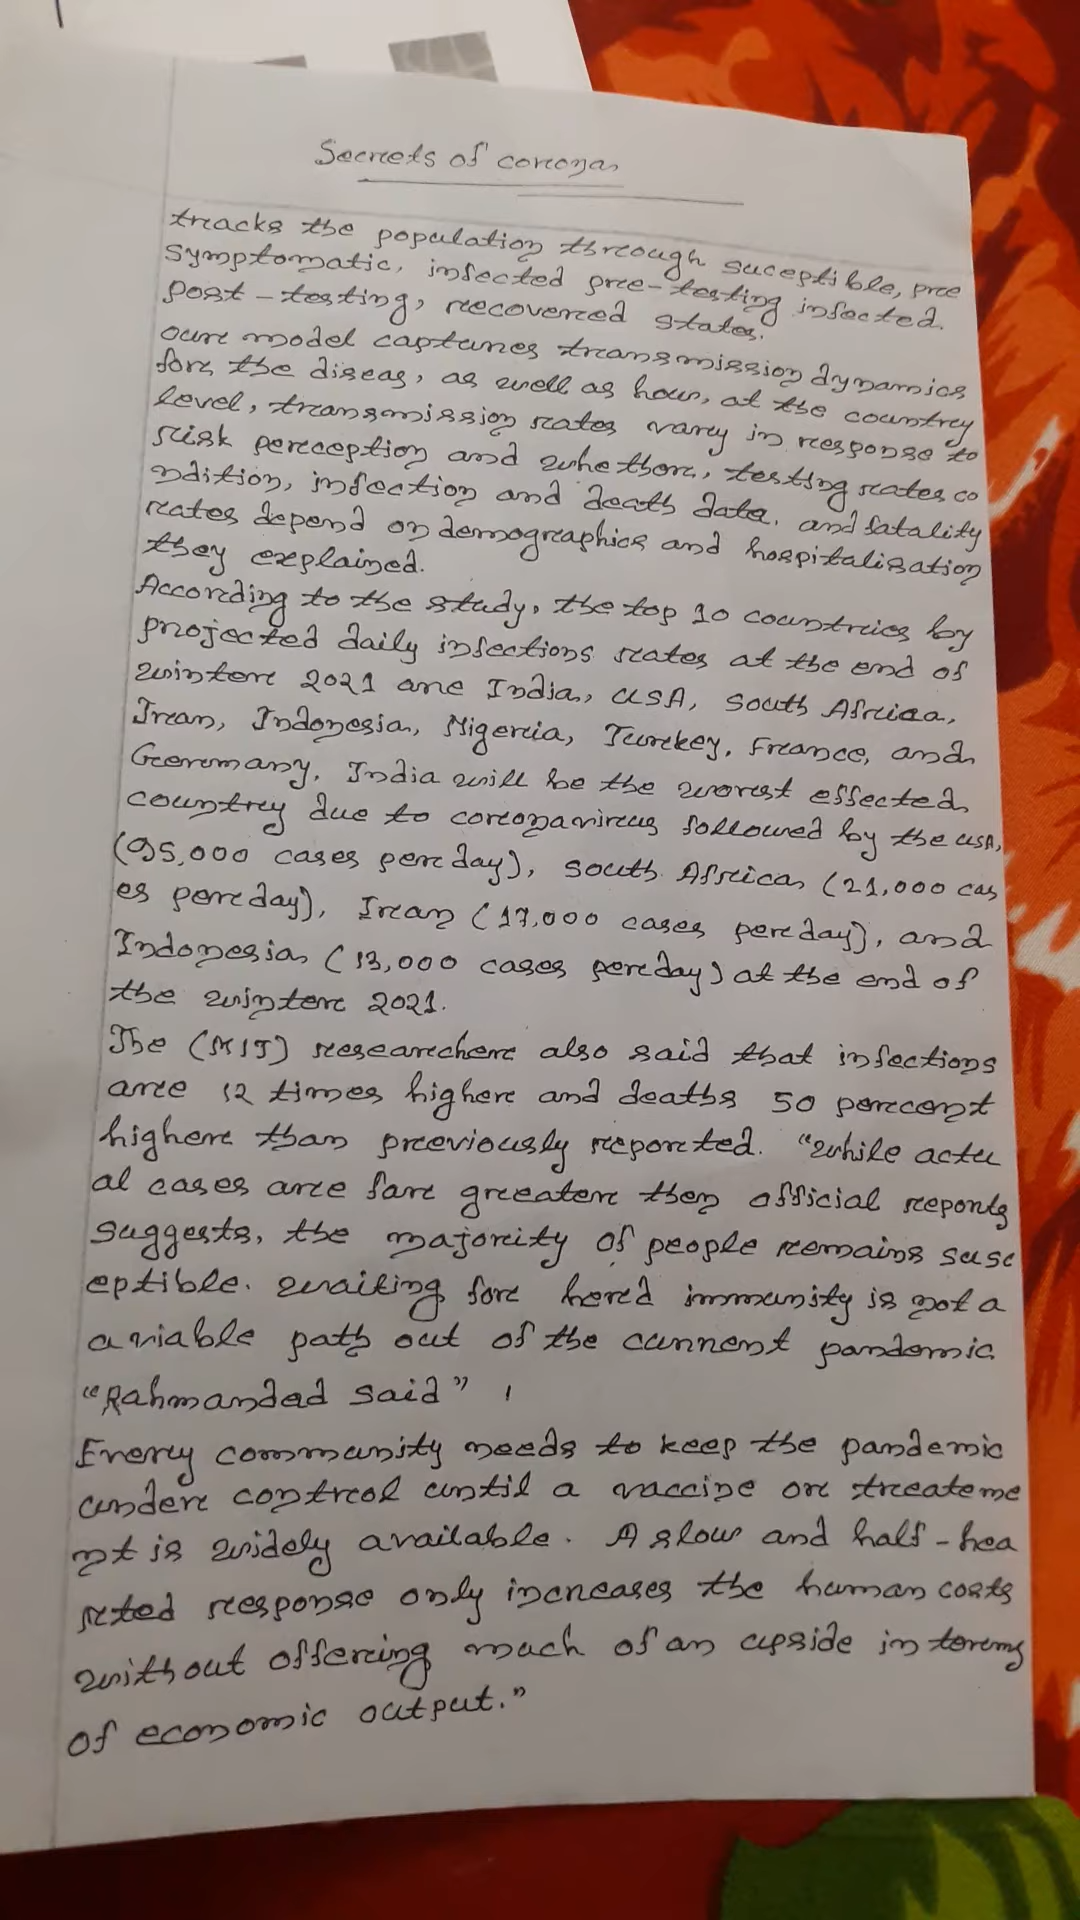 Secrets of corona
tracks the population through suceptible, pre
symptomatic, infected pre-testing infected.
post-testing, recovered states.
our model captures transmission dynamics
for, the diseas, as well as how, at the country
level, transmission rates vary in response to
risk perception and whethor, testing rates co
ndition, infection and death data. and fatality
rates depend on demographics and hospitalisation
they explained.
According to the study, the top 10 countries by
projected daily infections rates at the end of
winter 2021 are India, USA, South Africa,
Iran, Indonesia, Nigeria, Turkey, France, and
Germany. India will be the worst effected
country due to coronavirus followed by the USA,
(95,000 cases per day), South Africa (21,000 cas
es per day), Iran (17,000 cases per day), and
Indonesia (13,000 cases per day) at the end of
the winter 2021.
The (MIT) researcher also said that infections
are 12 times higher and deaths 50 percent
higher than previously reported. "while actu
al cases are far greater then official reports
suggests, the majority of people remains susc
eptible. waiting for herd immunity is not a
a viable path out of the current pandemic
"Rahmandad said" ,
Every community needs to keep the pandemic
under control until a vaccine or treateme
nt is widely available. A slow and half-hea
rted response only increases the human costs
without offering much of an upside in terms
of economic output."